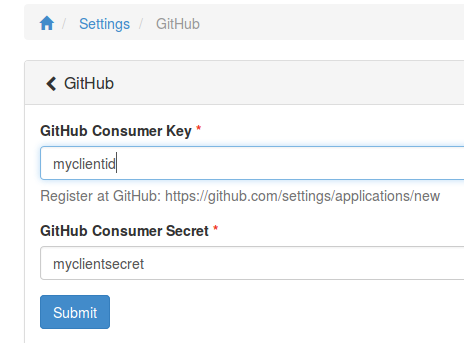 / Settings / GitHub
GitHub
GitHub Consumer Key *
myclientid
Register at GitHub: https://github.com/settings/applications/new
GitHub Consumer Secret *
myclientsecret
Submit